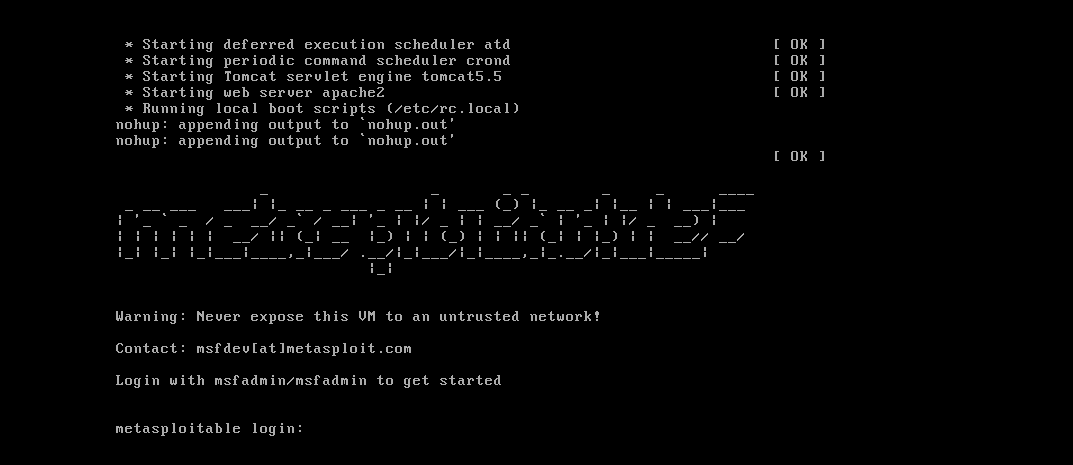 * Starting deferred execution scheduler atd [ OK ]
* Starting periodic command scheduler crond [ OK ]
* Starting Tomcat servlet engine tomcat5.5 [ OK ]
* Starting web server apache2 [ OK ]
* Running local boot scripts (/etc/rc.local)
nohup: appending output to `nohup.out'
nohup: appending output to `nohup.out'
[ OK ]
metasploitable2
Warning: Never expose this VM to an untrusted network!
Contact: msfdev[at]metasploit.com
Login with msfadmin/msfadmin to get started
metasploitable login: